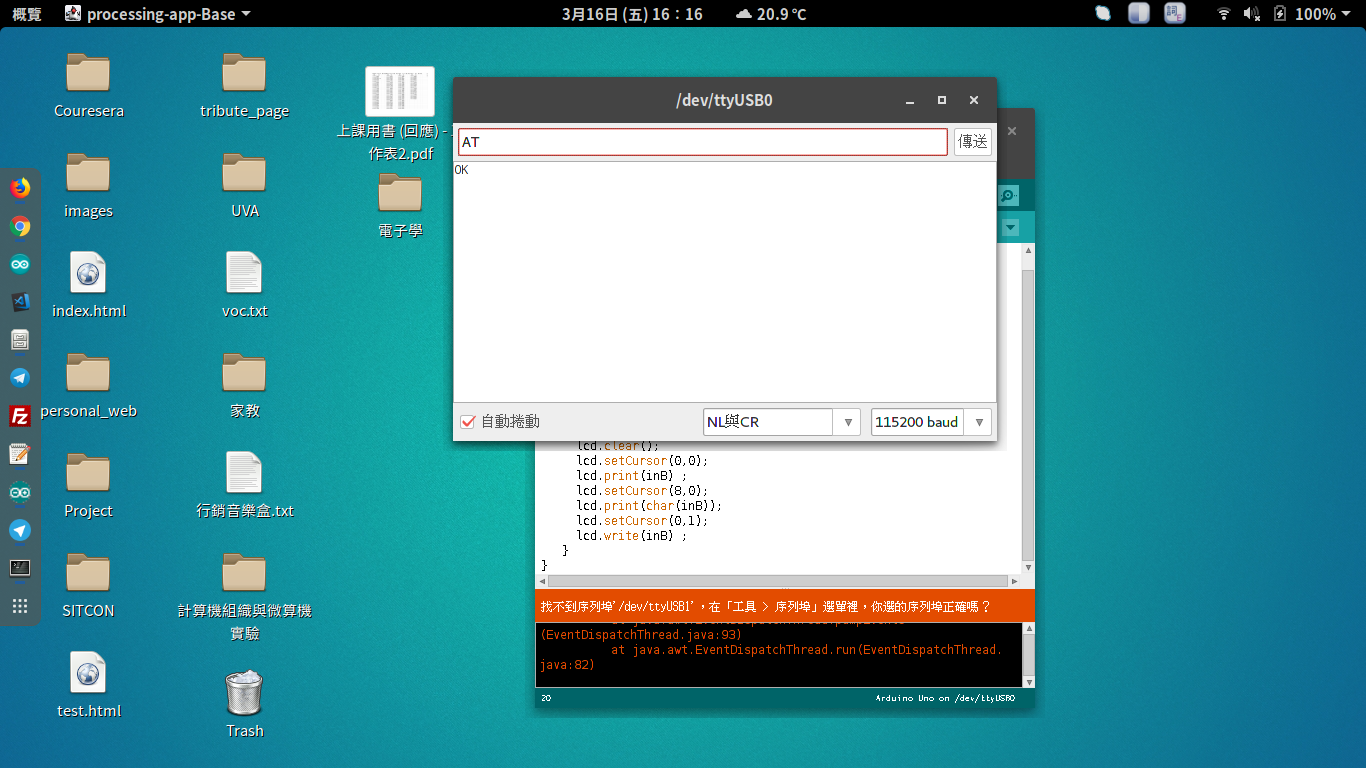 概覽
processing-app-Base
3月16日 (五) 16：16
20.9℃
100%
Couresera
tribute_page
上課用書 (回應) -
作表2.pdf
images
UVA
電子學
index.html
voc.txt
personal_web
家教
Project
行銷音樂盒.txt
SITCON
計算機組織與微算機
實驗
test.html
Trash
/dev/ttyUSB0
AT
傳送
OK
自動捲動
NL與CR
115200 baud
lcd.clear();
lcd.setCursor(0,0);
lcd.print(inB) ;
lcd.setCursor(8,0);
lcd.print(char(inB));
lcd.setCursor(0,1);
lcd.write(inB) ;
}
}
找不到序列埠'/dev/ttyUSB1'，在「工具 > 序列埠」選單裡，你選的序列埠正確嗎？
(EventDispatchThread.java:93)
at java.awt.EventDispatchThread.run(EventDispatchThread.
java:82)
20
Arduino Uno on /dev/ttyUSB0